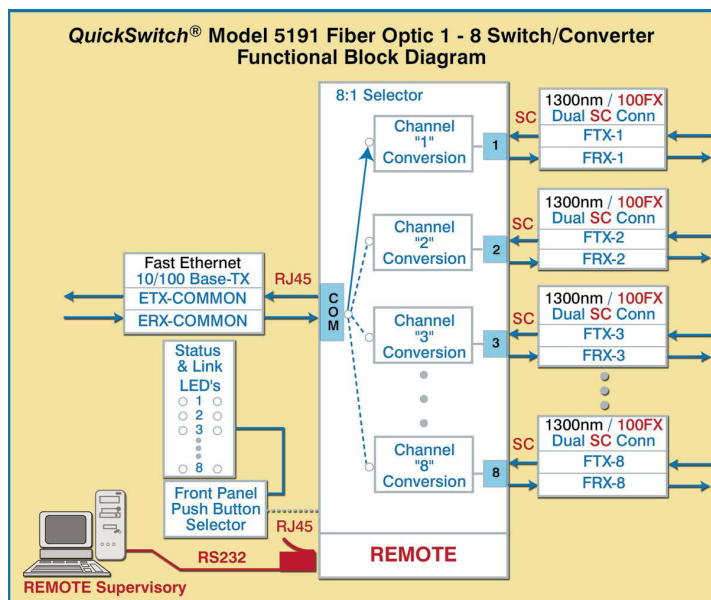 QuickSwitch® Model 5191 Fiber Optic 1 - 8 Switch/Converter
Functional Block Diagram
8:1 Selector
Channel
"1"
Conversion
1
SC
1300nm / 100FX
Dual SC Conn
FTX-1
FRX-1
Channel
"2"
Conversion
2
SC
1300nm / 100FX
Dual SC Conn
FTX-2
FRX-2
Fast Ethernet
10/100 Base-TX
ETX-COMMON
ERX-COMMON
RJ45
COM
Channel
"3"
Conversion
3
SC
1300nm / 100FX
Dual SC Conn
FTX-3
FRX-3
Status
& Link
LED's
1
2
3
8
Channel
"8"
Conversion
8
SC
1300nm / 100FX
Dual SC Conn
FTX-8
FRX-8
Front Panel
Push Button
Selector
RJ45
RS232
REMOTE
REMOTE Supervisory